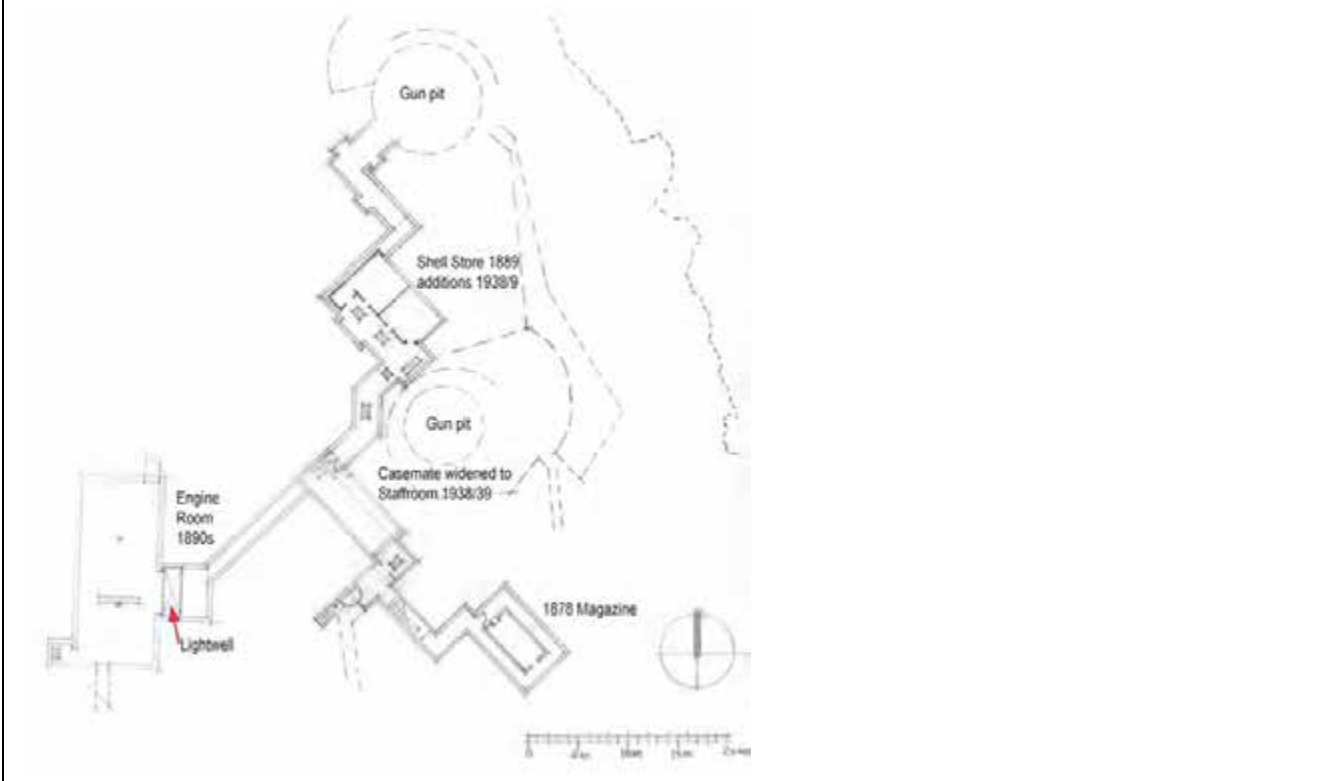 Gun pit
Shell Store 1889
additions 1938/9
Gun pit
Casemate widened to
Staffroom 1938/39
Engine
Room
1890s
1878 Magazine
Lightwell
0